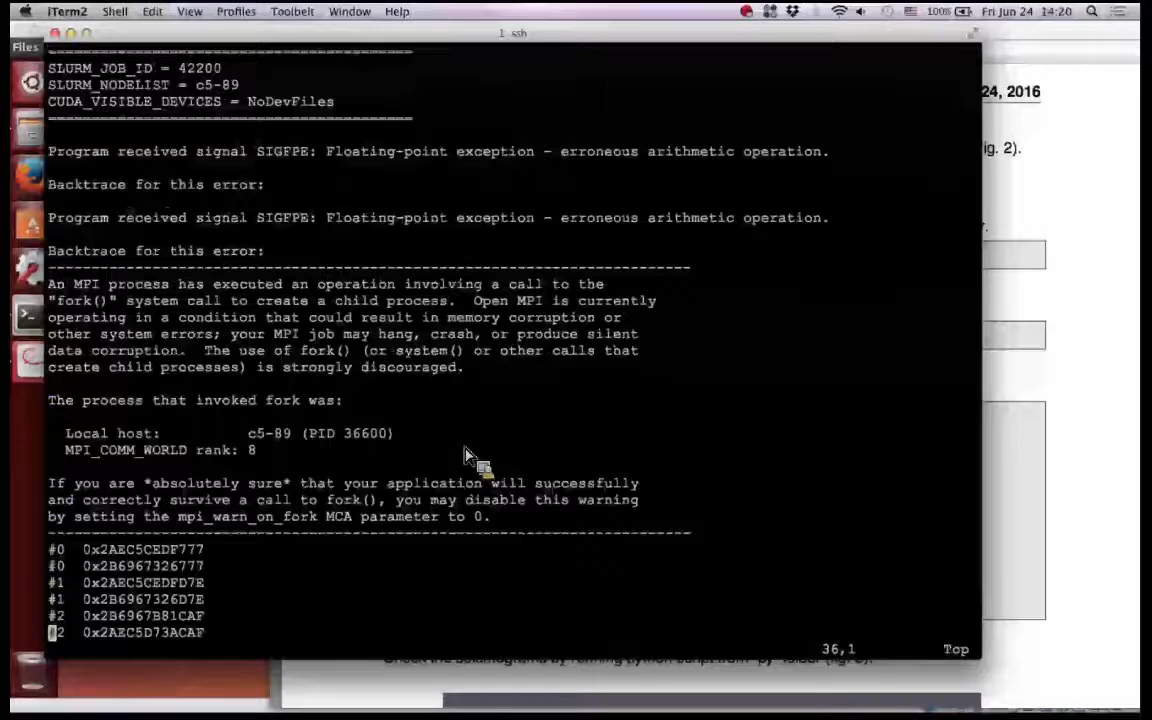 iTerm2 Shell Edit View Profiles Toolbelt Window Help 100% Fri Jun 24 14:20
1. ssh
Files
SLURM_JOB_ID = 42200
SLURM_NODELIST = c5-89
CUDA_VISIBLE_DEVICES = NoDevFiles
24, 2016
Program received signal SIGFPE: Floating-point exception - erroneous arithmetic operation.
ig. 2).
Backtrace for this error:
Program received signal SIGFPE: Floating-point exception - erroneous arithmetic operation.
Backtrace for this error:
An MPI process has executed an operation involving a call to the
"fork()" system call to create a child process. Open MPI is currently
operating in a condition that could result in memory corruption or
other system errors; your MPI job may hang, crash, or produce silent
data corruption. The use of fork() (or system() or other calls that
create child processes) is strongly discouraged.
The process that invoked fork was:
Local host: c5-89 (PID 36600)
MPI_COMM_WORLD rank: 8
If you are *absolutely sure* that your application will successfully
and correctly survive a call to fork(), you may disable this warning
by setting the mpi_warn_on_fork MCA parameter to 0.
#0 0x2AEC5CEDF777
#0 0x2B6967326777
#1 0x2AEC5CEDFD7E
#1 0x2B6967326D7E
#2 0x2B6967B81CAF
#2 0x2AEC5D73ACAF
36,1 Top